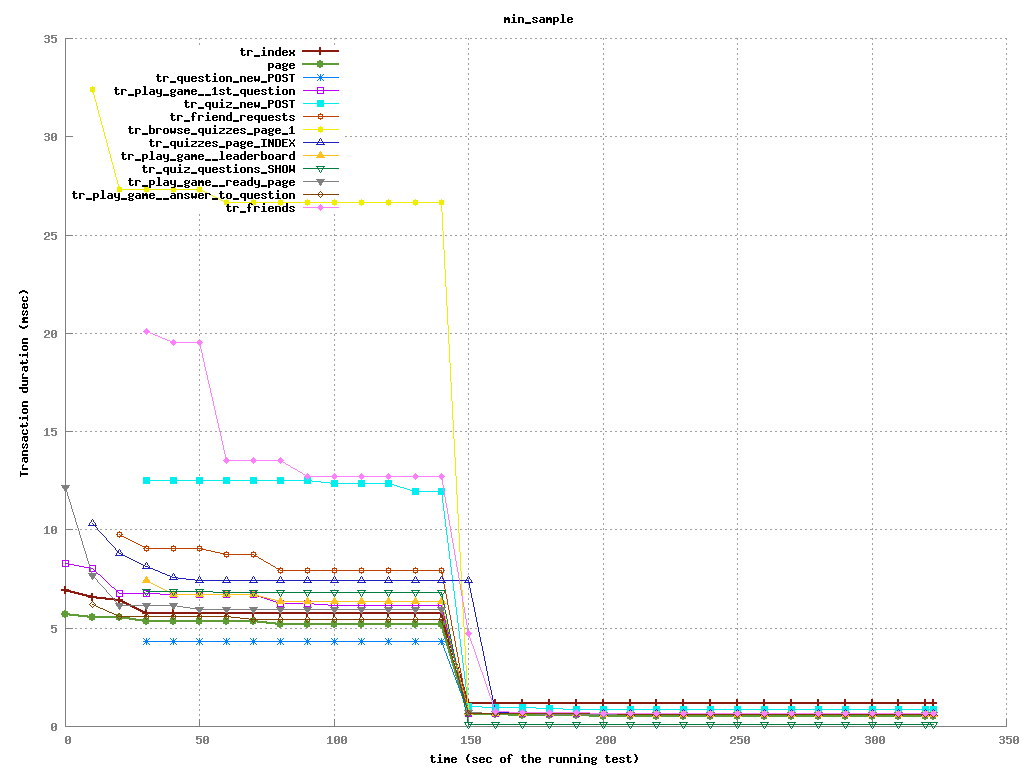 min_sample
35
30
25
20
15
10
5
0
Transaction duration (msec)
tr_index
page
tr_question_new_POST
tr_play_game__1st_question
tr_quiz_new_POST
tr_friend_requests
tr_browse_quizzes_page_1
tr_quizzes_page_INDEX
tr_play_game__leaderboard
tr_quiz_questions_SHOW
tr_play_game__ready_page
tr_play_game__answer_to_question
tr_friends
0 50 100 150 200 250 300 350
time (sec of the running test)